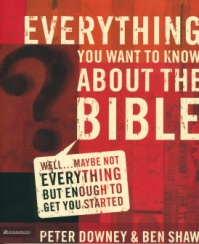 EVERYTHING
YOU WANT TO KNOW
ABOUT THE
BIBLE
?
WELL...MAYBE NOT
EVERYTHING
BUT ENOUGH TO
GET YOU STARTED
PETER DOWNEY & BEN SHAW